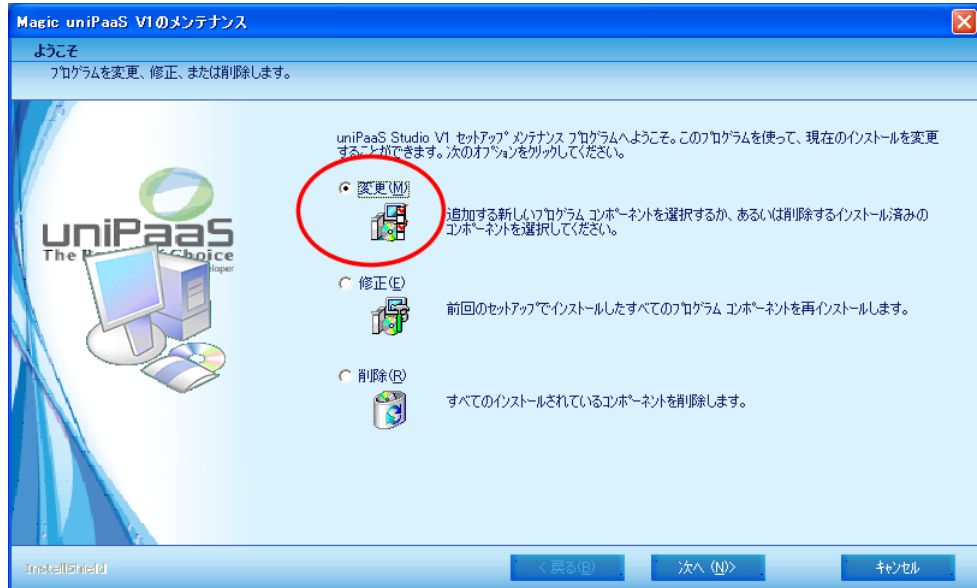 Magic uniPaaS V1のメンテナンス
ようこそ
プログラムを変更、修正、または削除します。
uniPaaS Studio V1 セットアップ メンテナンス プログラムへようこそ。このプログラムを使って、現在のインストールを変更
することができます。次のオプションをクリックしてください。
変更(M)
追加する新しいプログラム コンポーネントを選択するか、あるいは削除するインストール済みの
コンポーネントを選択してください。
uniPaaS
The Choice
修正(E)
前回のセットアップでインストールしたすべてのプログラム コンポーネントを再インストールします。
削除(R)
すべてのインストールされているコンポーネントを削除します。
InstallShield
< 戻る(B)
次へ (N)>
キャンセル